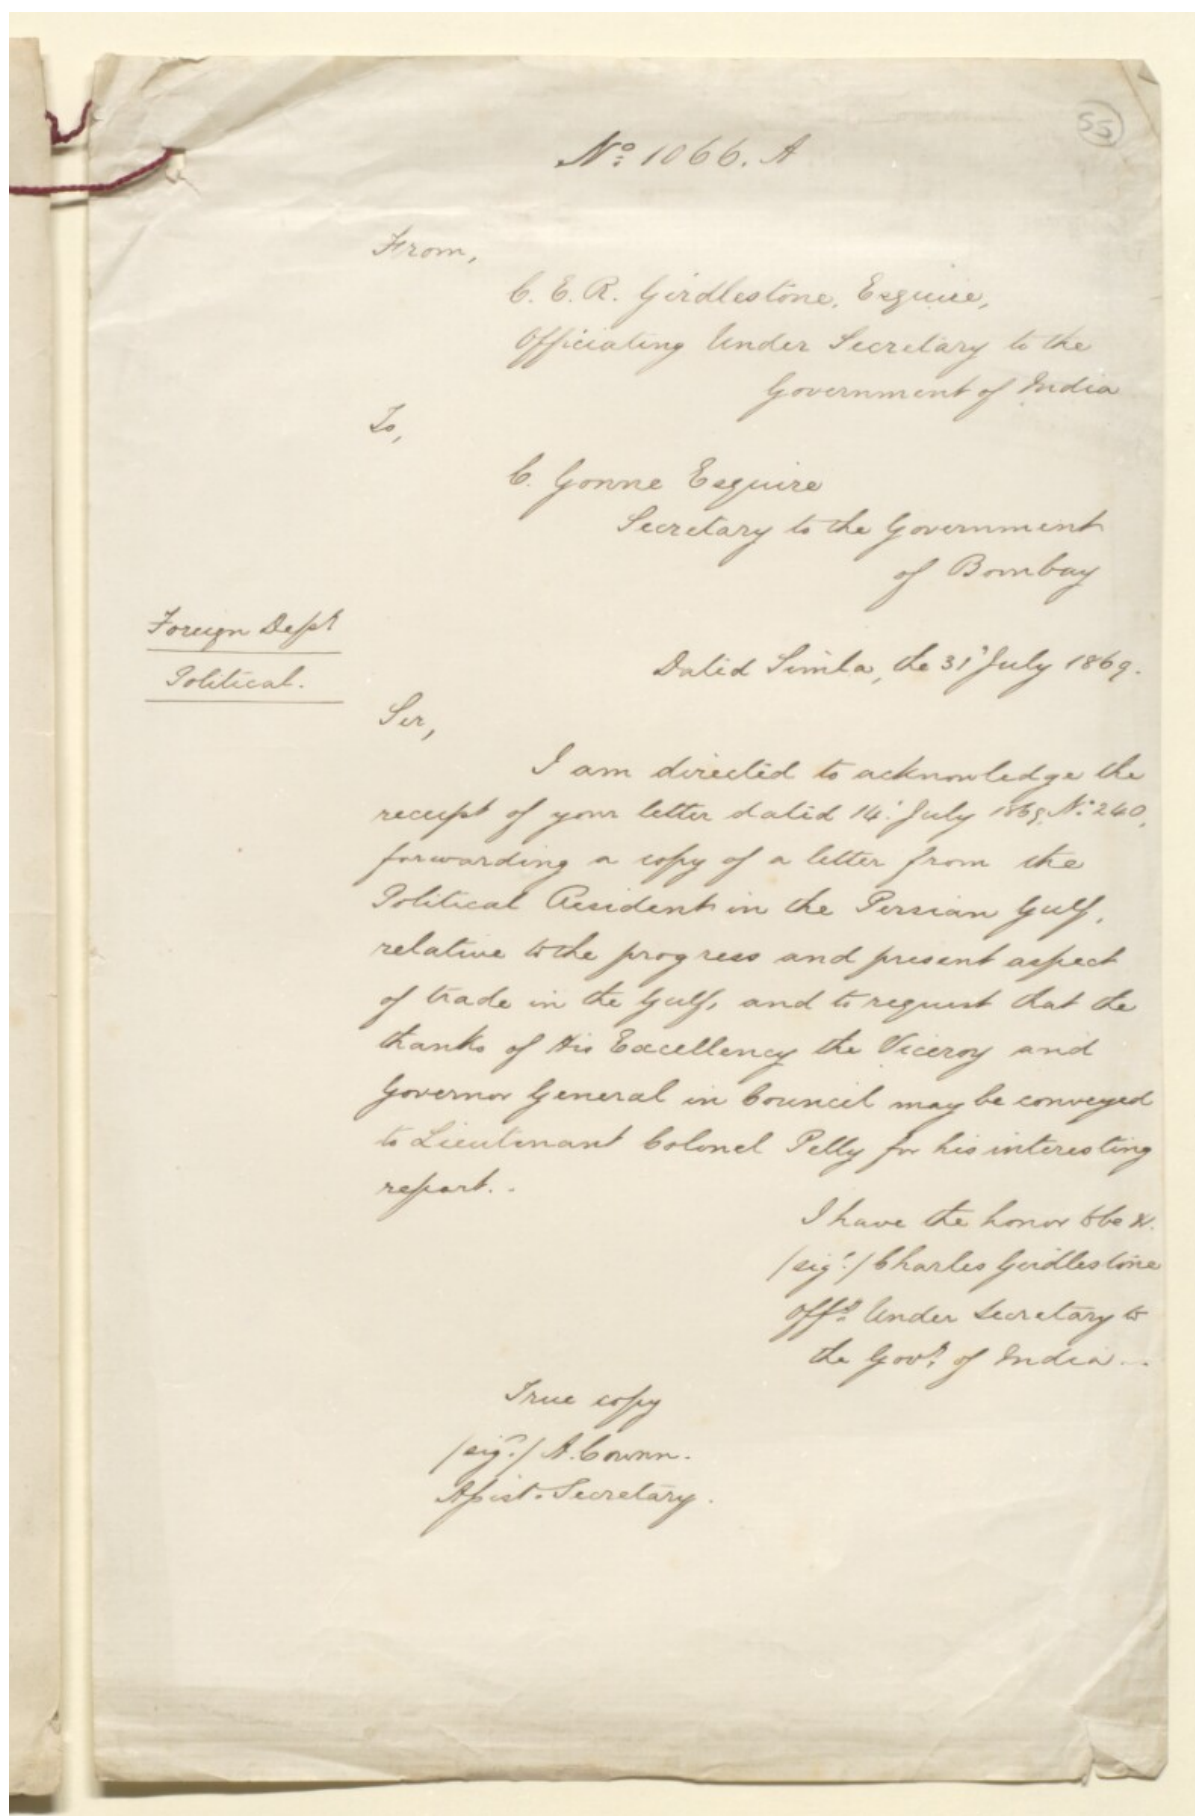 55
Nº 1066. A
From,
C. E. R. Girdlestone, Esquire,
Officiating Under Secretary to the
Government of India
To,
C. Gonne Esquire
Secretary to the Government
of Bombay
Foreign Dept
Political.
Dated Simla, the 31st July 1869.
Sir,
I am directed to acknowledge the
receipt of your letter dated 14th July 1869 Nº 240,
forwarding a copy of a letter from the
Political Resident in the Persian Gulf,
relative to the progress and present aspect
of trade in the Gulf, and to request that the
thanks of His Excellency the Viceroy and
Governor General in Council may be conveyed
to Lieutenant Colonel Pelly for his interesting
report..
I have the honor to be &c.
/sigd/ Charles Girdlestone
Offg. Under Secretary to
the Govt. of India..
True copy
/sigd/ A.
Assist. Secretary.